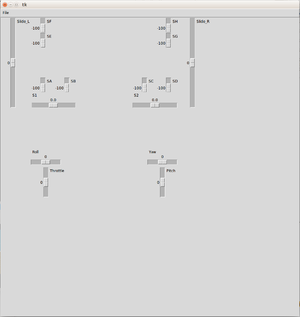 tk
File
Slide_L
SF
SH
Slide_R
100
-100
SE
SG
100
-100
0
0
SA
SB
SC
SD
-100
-100
-100
-100
S1
S2
0.0
0.0
Roll
Yaw
0
0
Throttle
Pitch
0
0